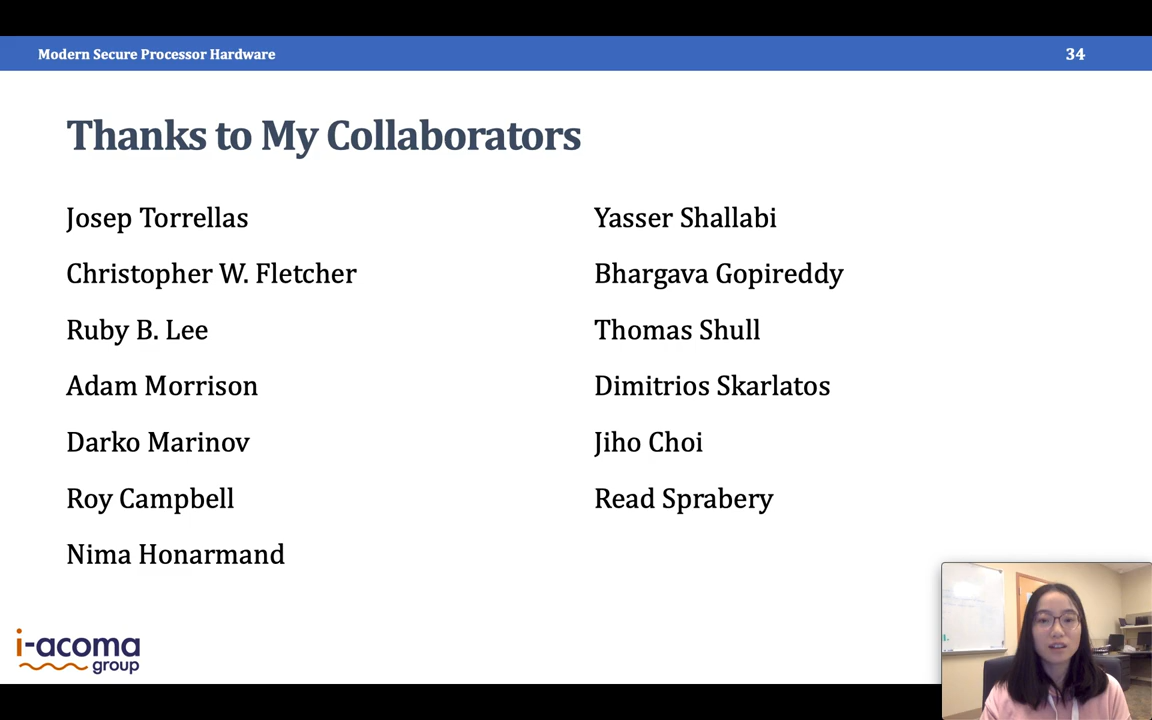 Modern Secure Processor Hardware
34
Thanks to My Collaborators
Josep Torrellas
Christopher W. Fletcher
Ruby B. Lee
Adam Morrison
Darko Marinov
Roy Campbell
Nima Honarmand
Yasser Shallabi
Bhargava Gopireddy
Thomas Shull
Dimitrios Skarlatos
Jiho Choi
Read Sprabery
i-acoma
group